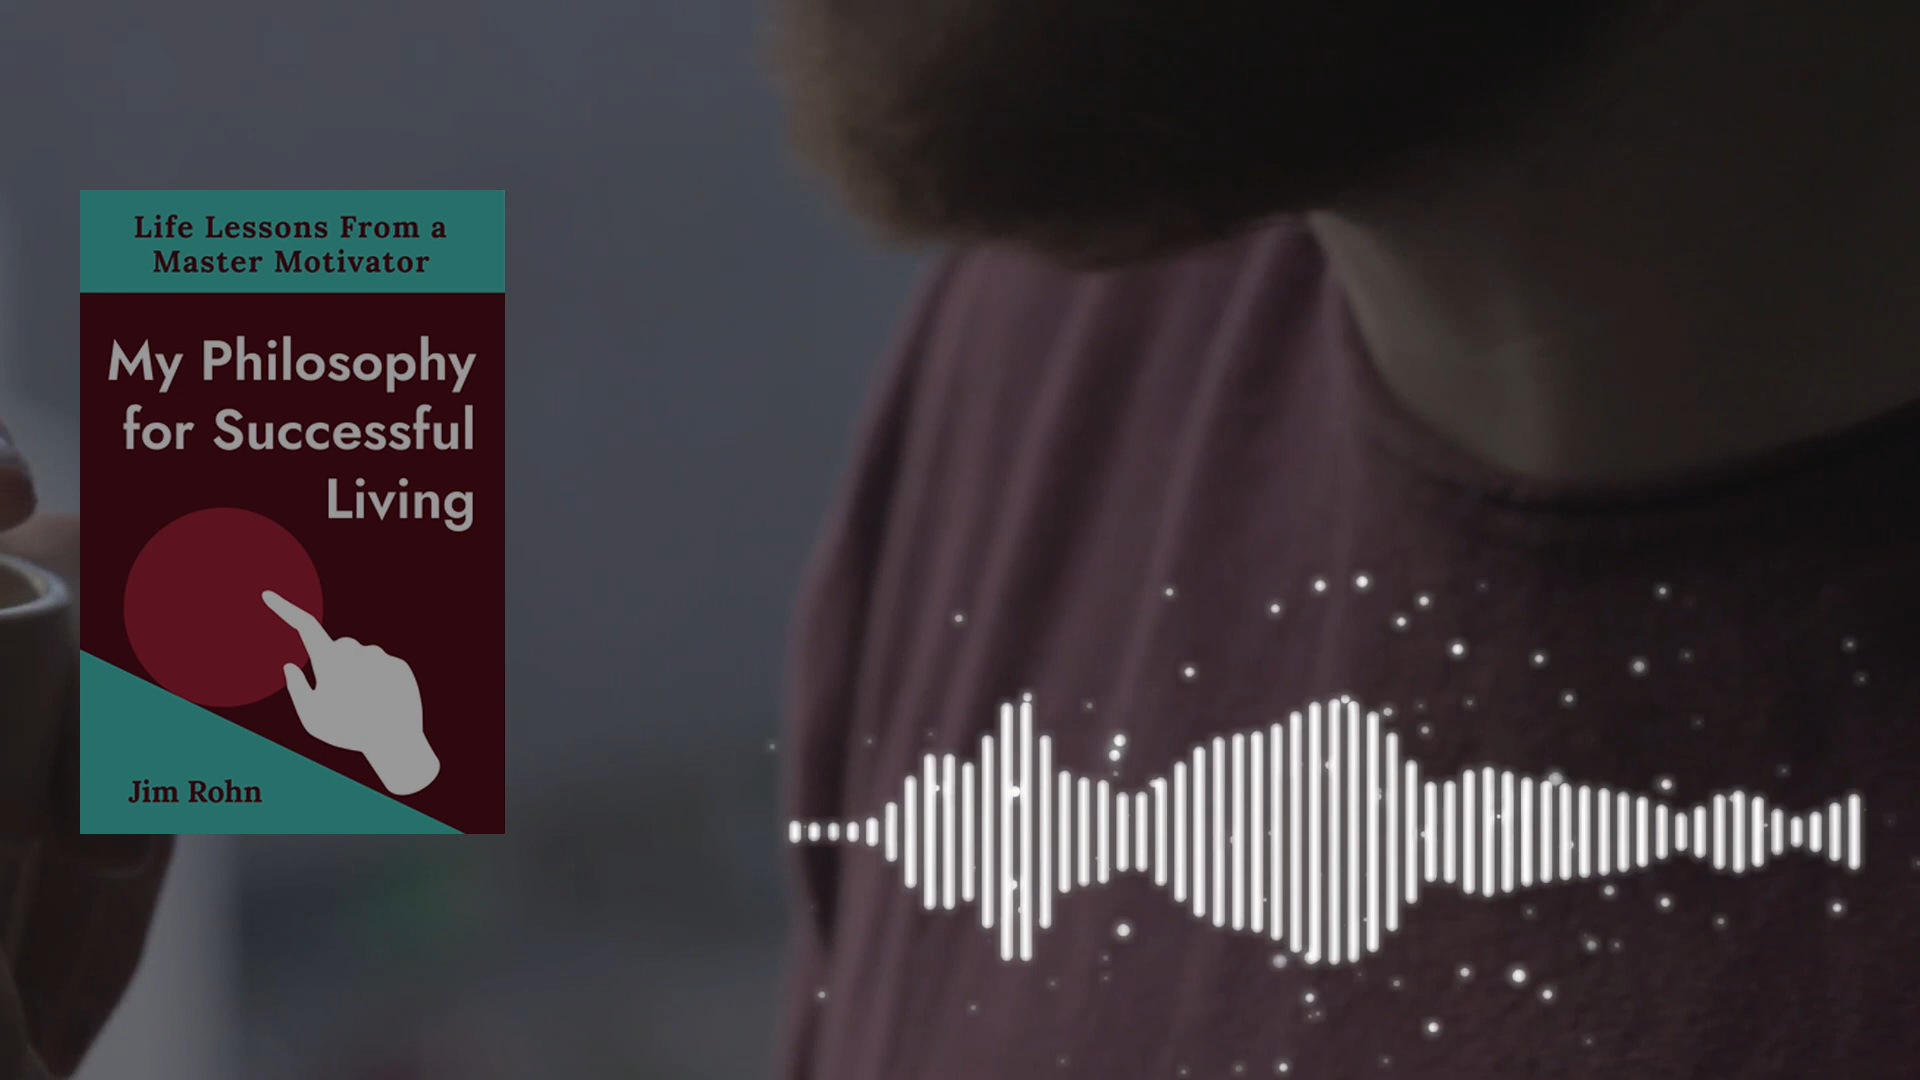 Life Lessons From a
Master Motivator
My Philosophy
for Successful
Living
Jim Rohn